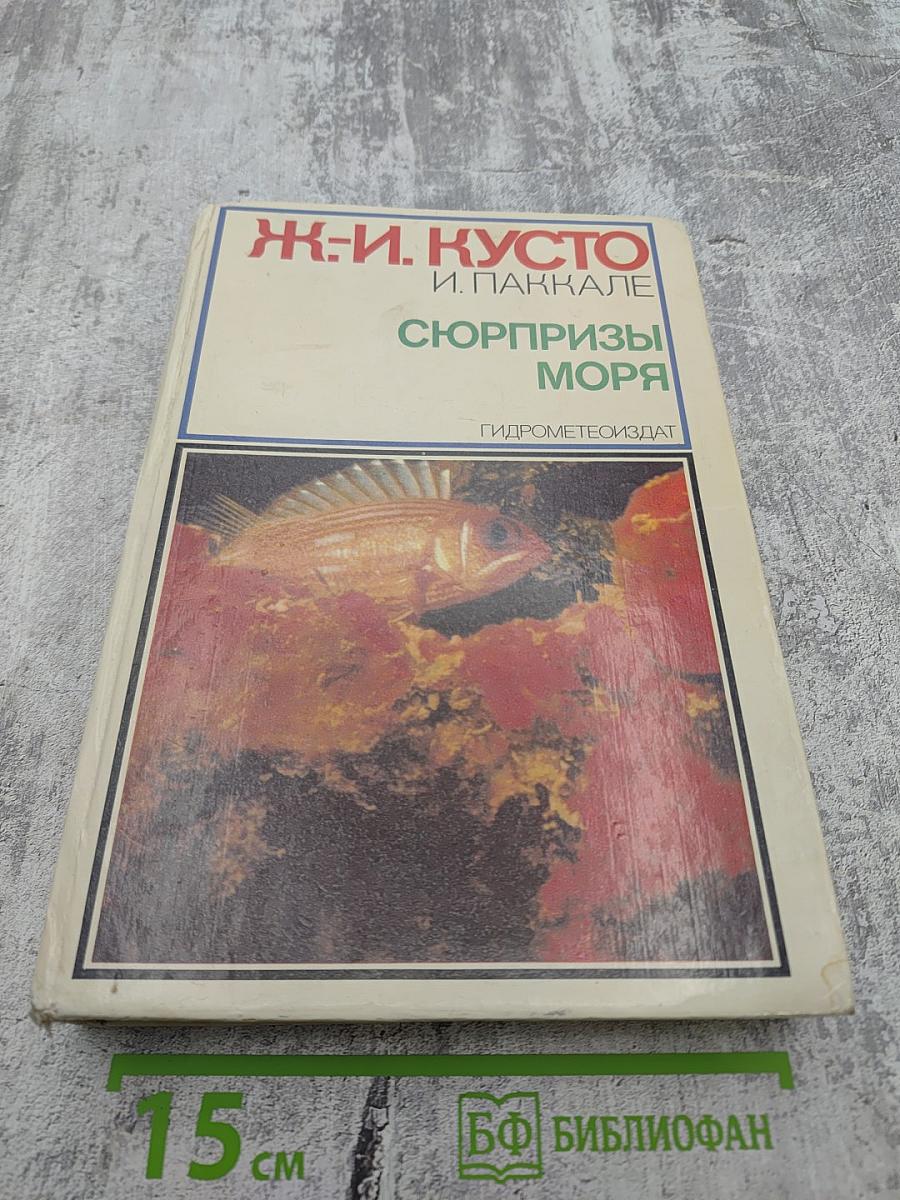 Ж.-И. КУСТО
И. ПАККАЛЕ
СЮРПРИЗЫ
МОРЯ
ГИДРОМЕТЕОИЗДАТ
15 см
БФ БИБЛИОФАН